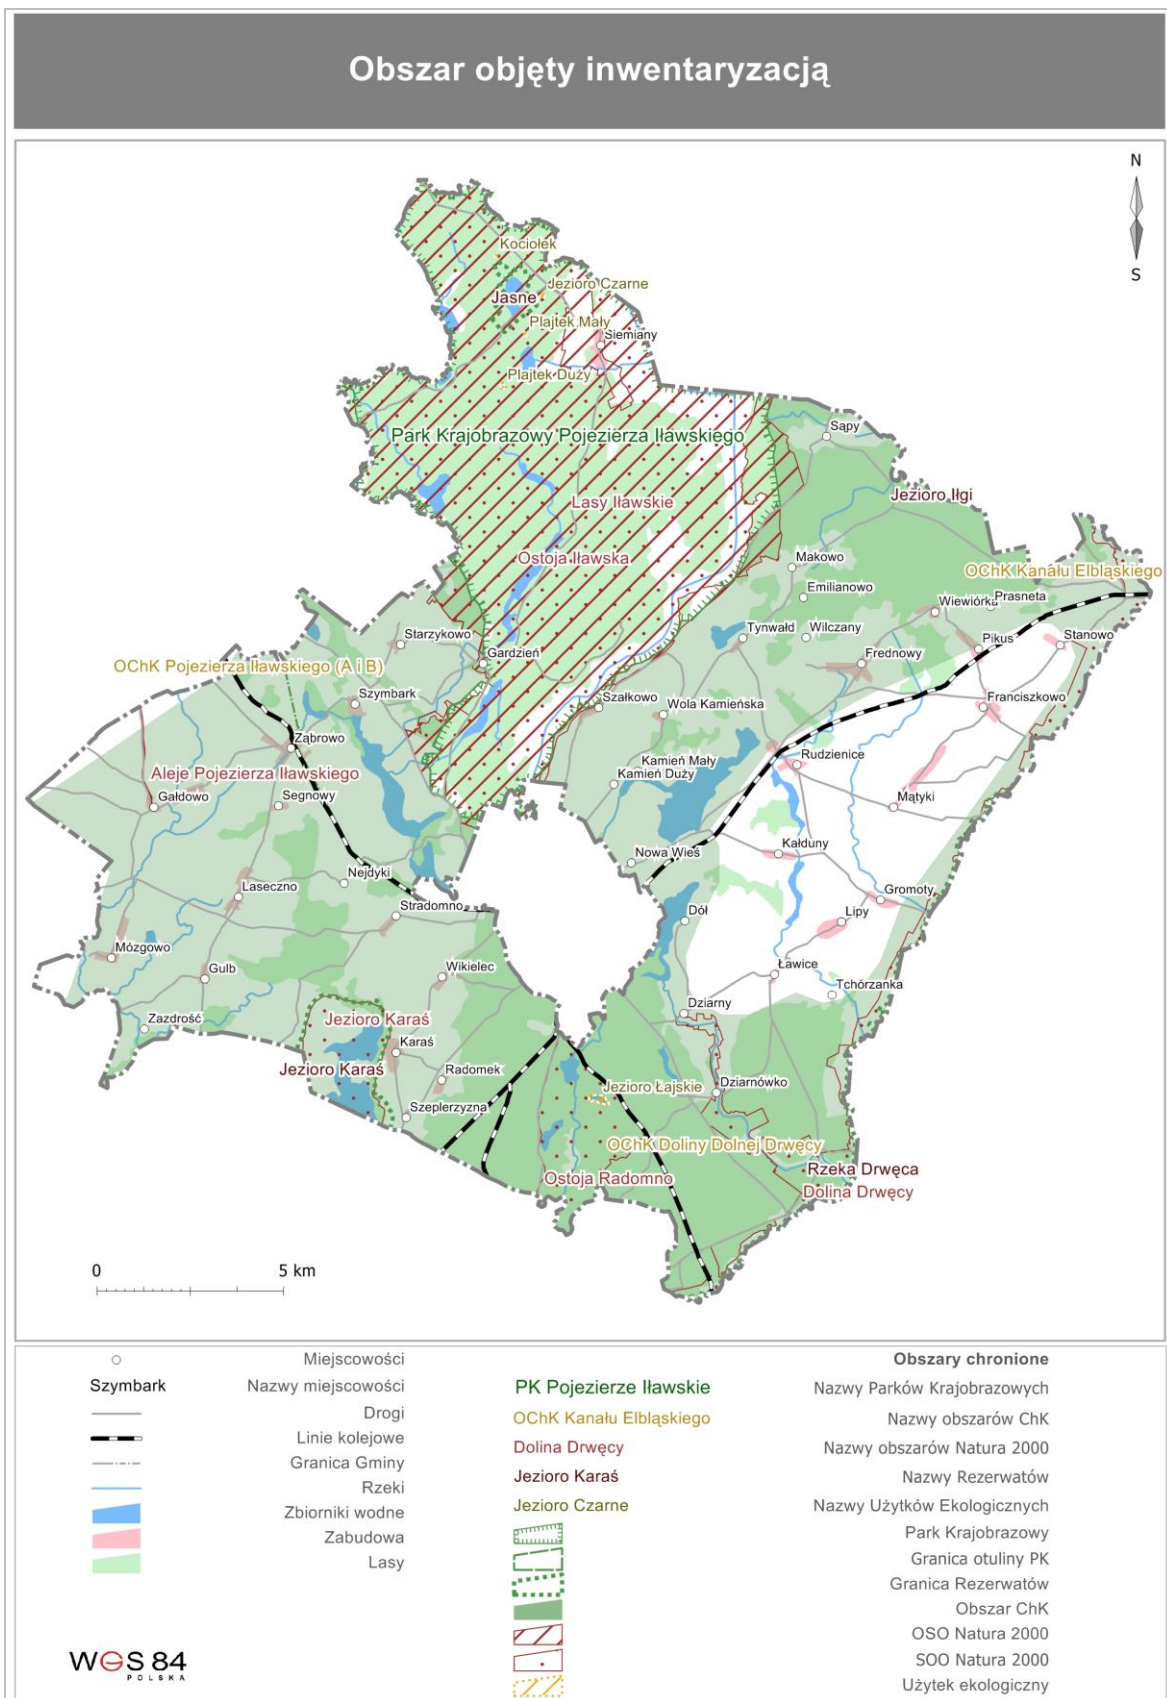 Obszar objęty inwentaryzacją
N
S
Kociołek
Jezioro Czarne
Jasne
Plajtek Mały
Siemiany
Plajtek Duży
Park Krajobrazowy Pojezierza Iławskiego
Sąpy
Jezioro Iłgi
Lasy Iławskie
Ostoja Iławska
Makowo
OChK Kanału Elbląskiego
Emilianowo
Wiewiórka
Prasneta
Starzykowo
Tynwałd
Wilczany
Pikus
Stanowo
Gardzień
Frednowy
OChK Pojezierza Iławskiego (A i B)
Szymbark
Szałkowo
Wola Kamieńska
Franciszkowo
Ząbrowo
Kamień Mały
Rudzienice
Aleje Pojezierza Iławskiego
Kamień Duży
Gałdowo
Segnowy
Mątyki
Nowa Wieś
Kałduny
Nejdyki
Laseczno
Gromoty
Stradomno
Dół
Lipy
Mózgowo
Gulb
Wikielec
Ławice
Tchórzanka
Zazdrość
Jezioro Karaś
Dziarny
Karaś
Jezioro Karaś
Radomek
Jezioro Łajskie
Dziarnówko
Szeplerzyzna
OChK Doliny Dolnej Drwęcy
Ostoja Radomno
Rzeka Drwęca
Dolina Drwęcy
0 5 km
Miejscowości
Szymbark Nazwy miejscowości
Drogi
Linie kolejowe
Granica Gminy
Rzeki
Zbiorniki wodne
Zabudowa
Lasy
WGS 84
POLSKA
Obszary chronione
PK Pojezierze Iławskie Nazwy Parków Krajobrazowych
OChK Kanału Elbląskiego Nazwy obszarów ChK
Dolina Drwęcy Nazwy obszarów Natura 2000
Jezioro Karaś Nazwy Rezerwatów
Jezioro Czarne Nazwy Użytków Ekologicznych
Park Krajobrazowy
Granica otuliny PK
Granica Rezerwatów
Obszar ChK
OSO Natura 2000
SOO Natura 2000
Użytek ekologiczny